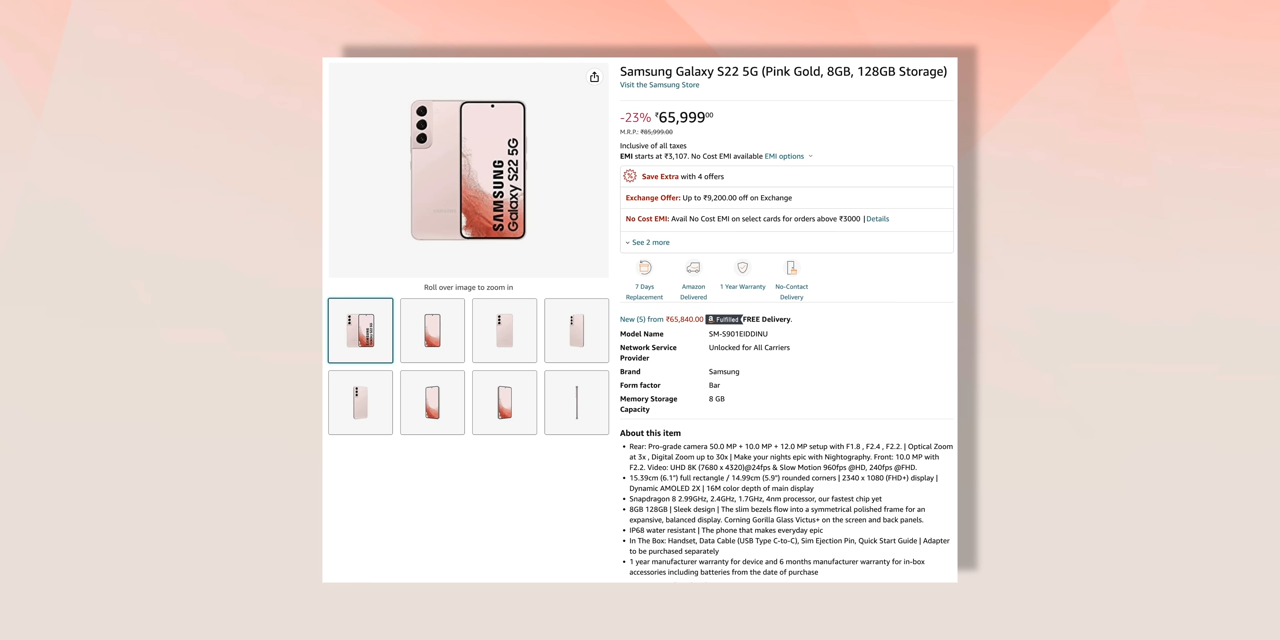 Samsung Galaxy S22 5G (Pink Gold, 8GB, 128GB Storage)
Visit the Samsung Store
SAMSUNG
Galaxy S22 5G
-23% ₹65,99900
M.R.P.: ₹85,999.00
Inclusive of all taxes
EMI starts at ₹3,107. No Cost EMI available EMI options
Save Extra with 4 offers
Exchange Offer: Up to ₹9,200.00 off on Exchange
No Cost EMI: Avail No Cost EMI on select cards for orders above ₹3000 | Details
See 2 more
Roll over image to zoom in
7 Days
Replacement
Amazon
Delivered
1 Year Warranty
No-Contact
Delivery
New (5) from ₹65,840.00 a Fulfilled FREE Delivery.
Model Name SM-S901EIDDINU
Network Service
Provider
Unlocked for All Carriers
Brand Samsung
Form factor Bar
Memory Storage
Capacity
8 GB
About this item
• Rear: Pro-grade camera 50.0 MP + 10.0 MP + 12.0 MP setup with F1.8 , F2.4 , F2.2. | Optical Zoom
at 3x , Digital Zoom up to 30x | Make your nights epic with Nightography. Front: 10.0 MP with
F2.2. Video: UHD 8K (7680 x 4320)@24fps & Slow Motion 960fps @HD, 240fps @FHD.
• 15.39cm (6.1") full rectangle / 14.99cm (5.9") rounded corners | 2340 x 1080 (FHD+) display |
Dynamic AMOLED 2X | 16M color depth of main display
• Snapdragon 8 2.99GHz, 2.4GHz, 1.7GHz, 4nm processor, our fastest chip yet
• 8GB 128GB | Sleek design | The slim bezels flow into a symmetrical polished frame for an
expansive, balanced display. Corning Gorilla Glass Victus+ on the screen and back panels.
• IP68 water resistant | The phone that makes everyday epic
• In The Box: Handset, Data Cable (USB Type C-to-C), Sim Ejection Pin, Quick Start Guide | Adapter
to be purchased separately
• 1 year manufacturer warranty for device and 6 months manufacturer warranty for in-box
accessories including batteries from the date of purchase